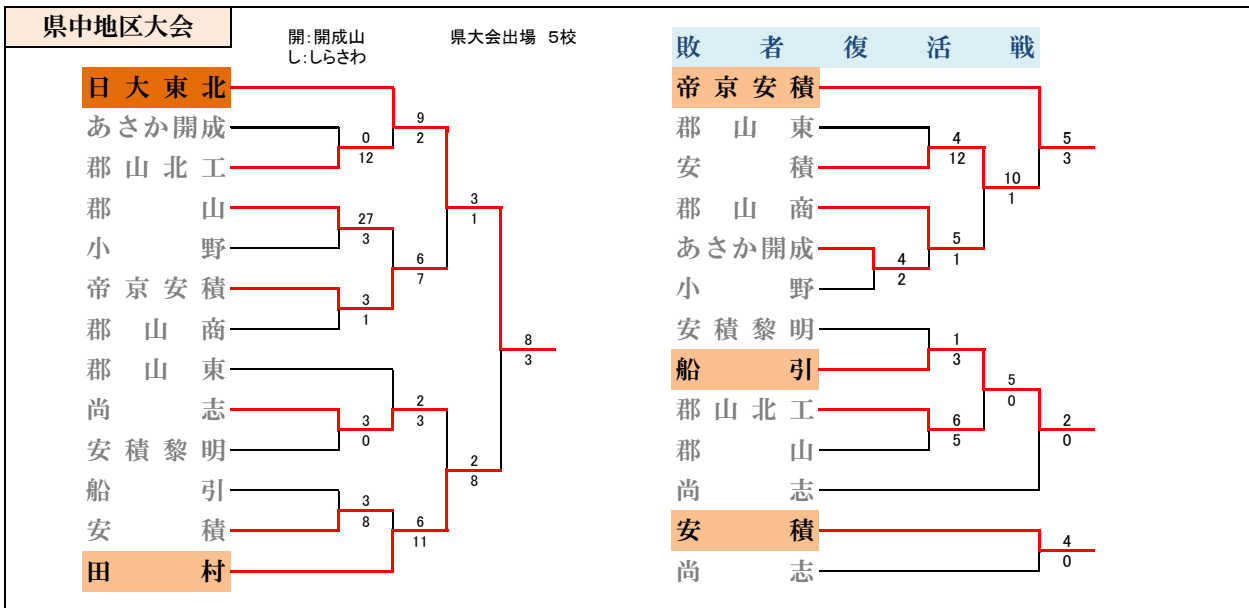 県中地区大会
開:開成山
し:しらさわ
県大会出場 5校
日大東北
あさか開成
郡山北工
郡山
小野
帝京安積
郡山商
郡山東
尚志
安積黎明
船引
安積
田村
0
12
27
3
3
1
3
0
3
8
9
2
6
7
2
3
6
11
3
1
2
8
8
3
敗者復活戦
帝京安積
郡山東
安積
郡山商
あさか開成
小野
安積黎明
船引
郡山北工
郡山
尚志
安積
尚志
4
2
4
12
5
1
1
3
6
5
10
1
5
0
5
3
2
0
4
0